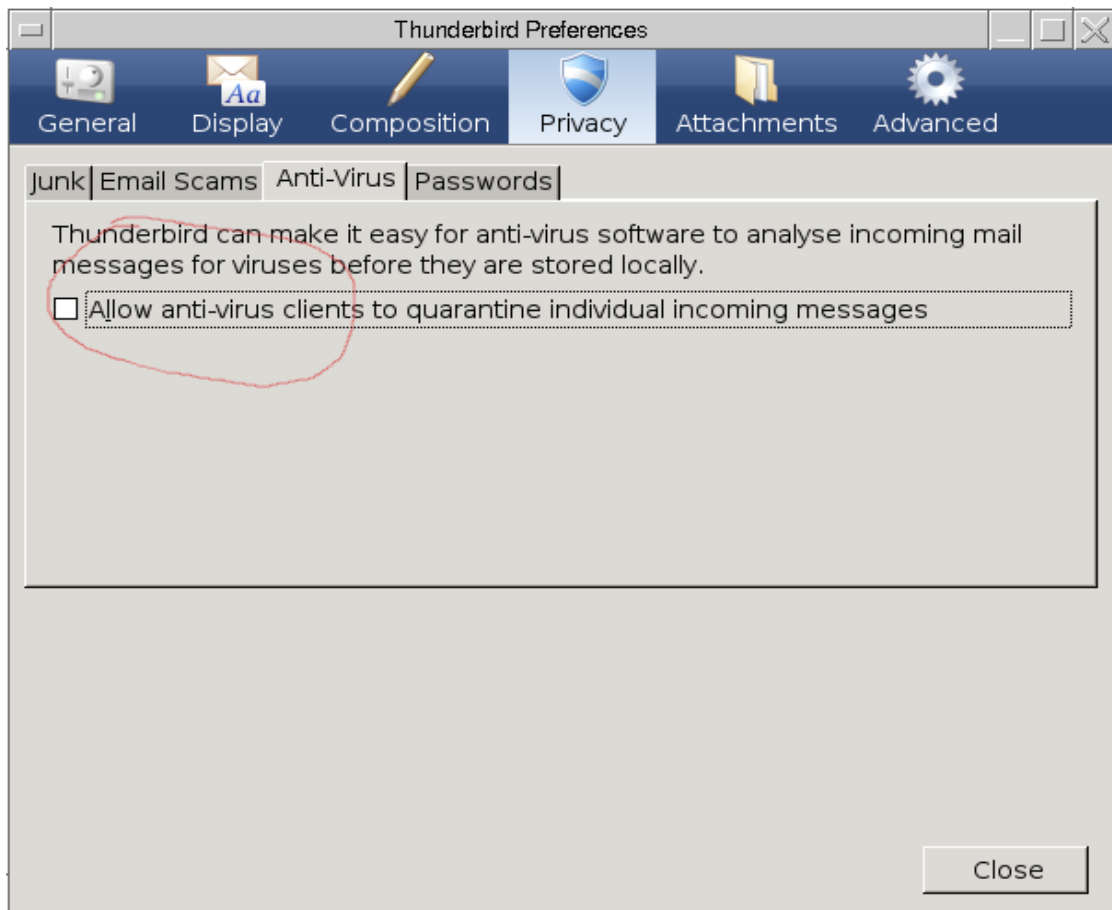 Thunderbird Preferences
General Display Composition Privacy Attachments Advanced
Junk Email Scams Anti-Virus Passwords
Thunderbird can make it easy for anti-virus software to analyse incoming mail
messages for viruses before they are stored locally.
Allow anti-virus clients to quarantine individual incoming messages
Close